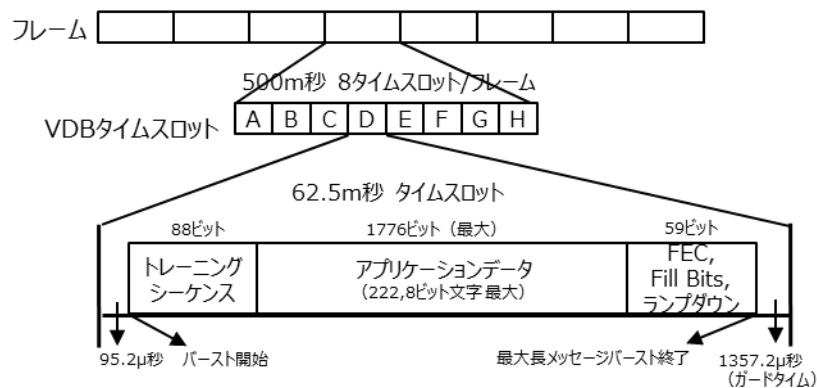 フレーム
500m秒 8タイムスロット/フレーム
VDBタイムスロット A B C D E F G H
62.5m秒 タイムスロット
88ビット 1776ビット (最大) 59ビット
トレーニング
シーケンス
アプリケーションデータ
(222,8ビット文字 最大)
FEC,
Fill Bits,
ランプダウン
95.2μ秒 バースト開始 最大長メッセージバースト終了 1357.2μ秒
(ガードタイム)